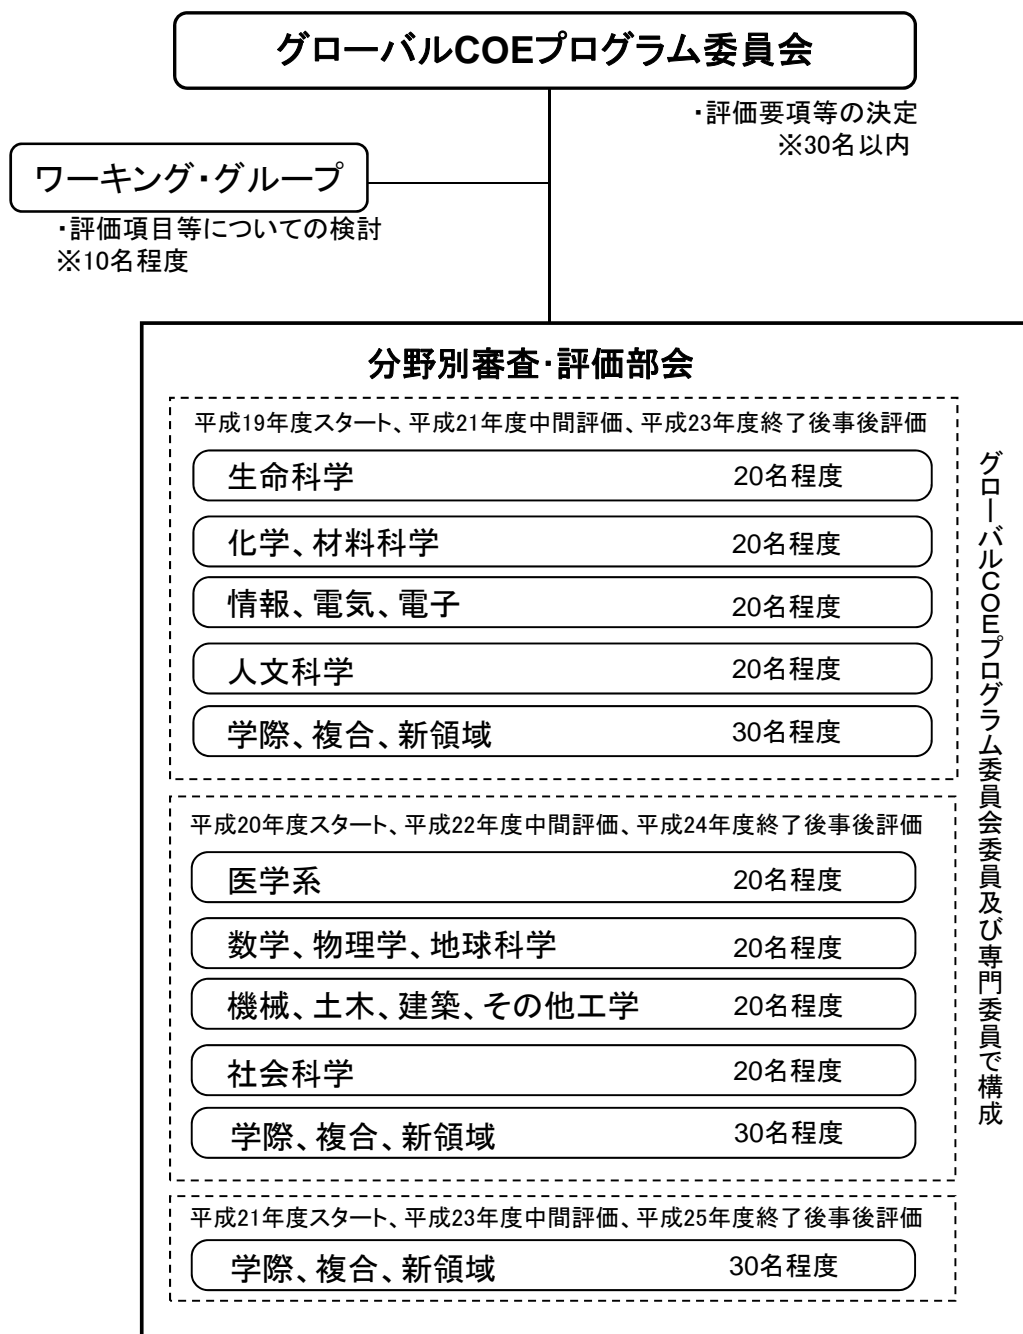 グローバルCOEプログラム委員会
・評価要項等の決定
※30名以内
ワーキング・グループ
・評価項目等についての検討
※10名程度
分野別審査・評価部会
平成19年度スタート、平成21年度中間評価、平成23年度終了後事後評価
生命科学 20名程度
化学、材料科学 20名程度
情報、電気、電子 20名程度
人文科学 20名程度
学際、複合、新領域 30名程度
平成20年度スタート、平成22年度中間評価、平成24年度終了後事後評価
医学系 20名程度
数学、物理学、地球科学 20名程度
機械、土木、建築、その他工学 20名程度
社会科学 20名程度
学際、複合、新領域 30名程度
平成21年度スタート、平成23年度中間評価、平成25年度終了後事後評価
学際、複合、新領域 30名程度
グローバルCOEプログラム委員会委員及び専門委員で構成